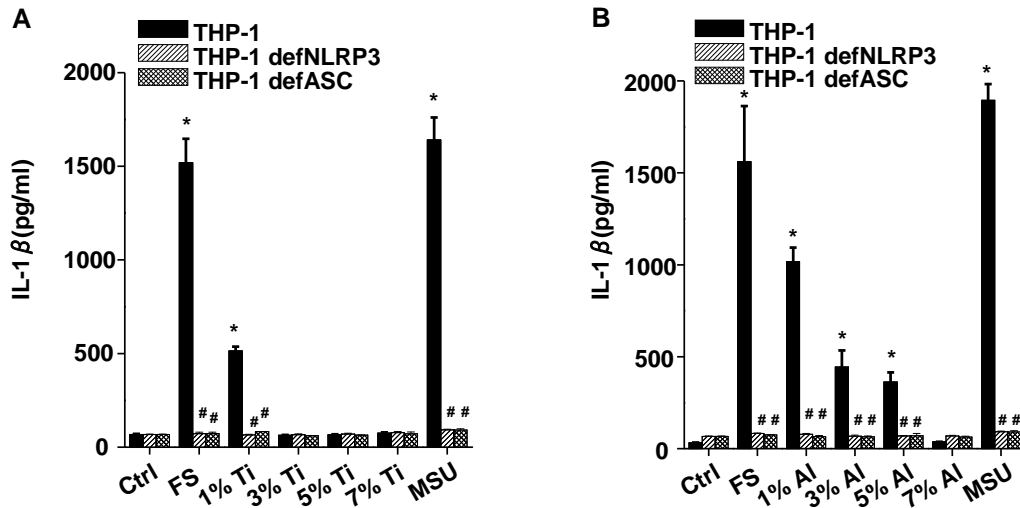 A
THP-1
THP-1 defNLRP3
THP-1 defASC
IL-1 β(pg/ml)
2000
1500
1000
500
0
*
*
*
# #
# #
# #
Ctrl
FS
1% Ti
3% Ti
5% Ti
7% Ti
MSU
B
THP-1
THP-1 defNLRP3
THP-1 defASC
IL-1 β(pg/ml)
2000
1500
1000
500
0
*
*
*
*
*
# #
# #
# #
# #
# #
Ctrl
FS
1% Al
3% Al
5% Al
7% Al
MSU